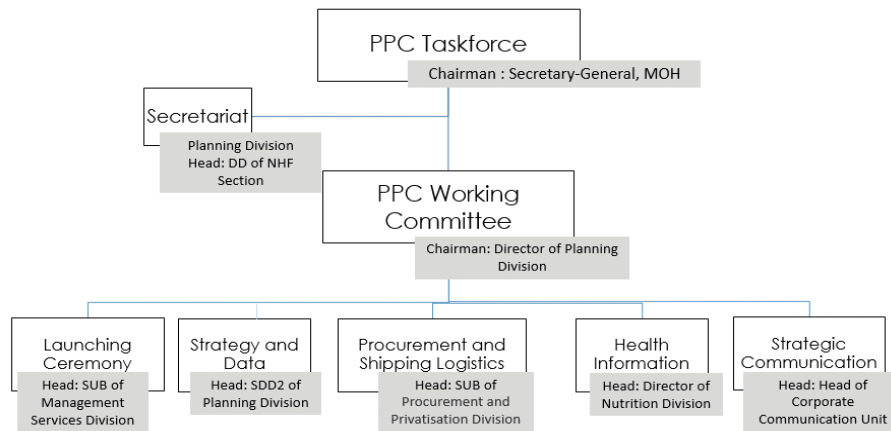 PPC Taskforce
Chairman : Secretary-General, MOH
Secretariat
Planning Division
Head: DD of NHF
Section
PPC Working
Committee
Chairman: Director of Planning
Division
Launching
Ceremony
Head: SUB of
Management
Services Division
Strategy and
Data
Head: SDD2 of
Planning Division
Procurement and
Shipping Logistics
Head: SUB of
Procurement and
Privatisation Division
Health
Information
Head: Director of
Nutrition Division
Strategic
Communication
Head: Head of
Corporate
Communication Unit